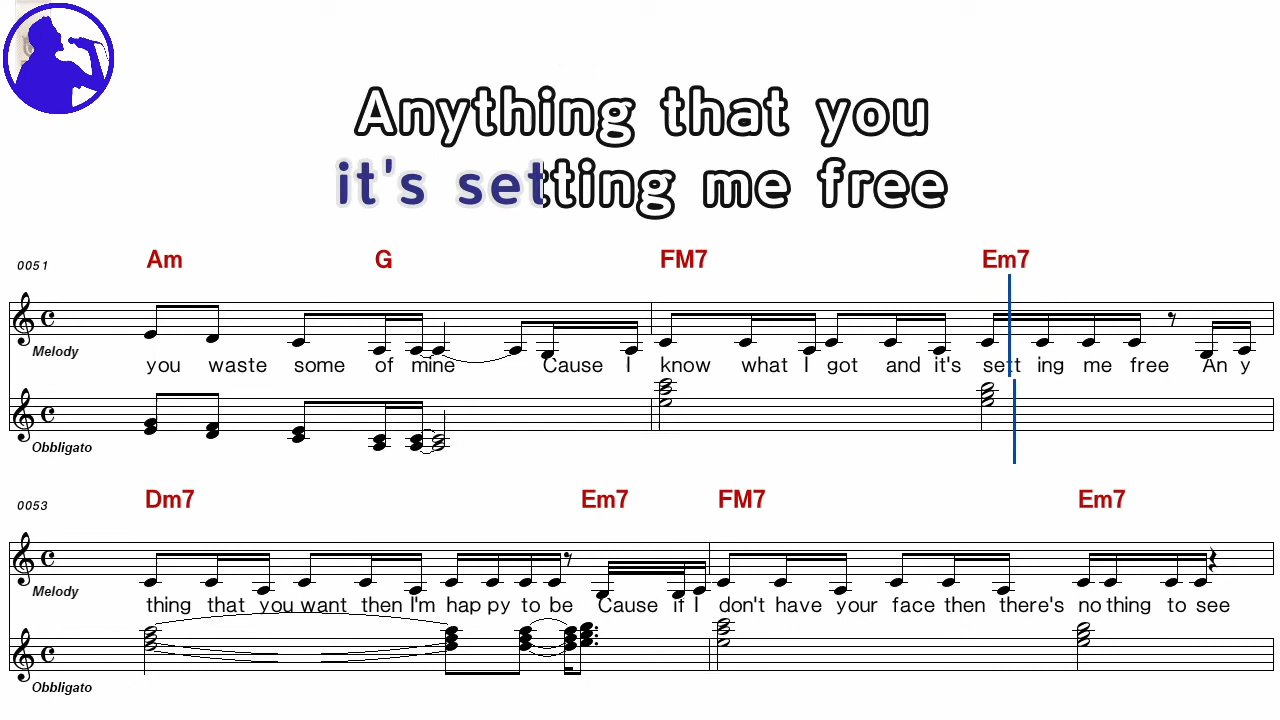 Anything that you
it's setting me free
0051 Am G FM7 Em7
Melody
you waste some of mine 'Cause I know what I got and it's sett ing me free An y
Obbligato
0053 Dm7 Em7 FM7 Em7
Melody
thing that you want then I'm hap py to be 'Cause if I don't have your face then there's no thing to see
Obbligato